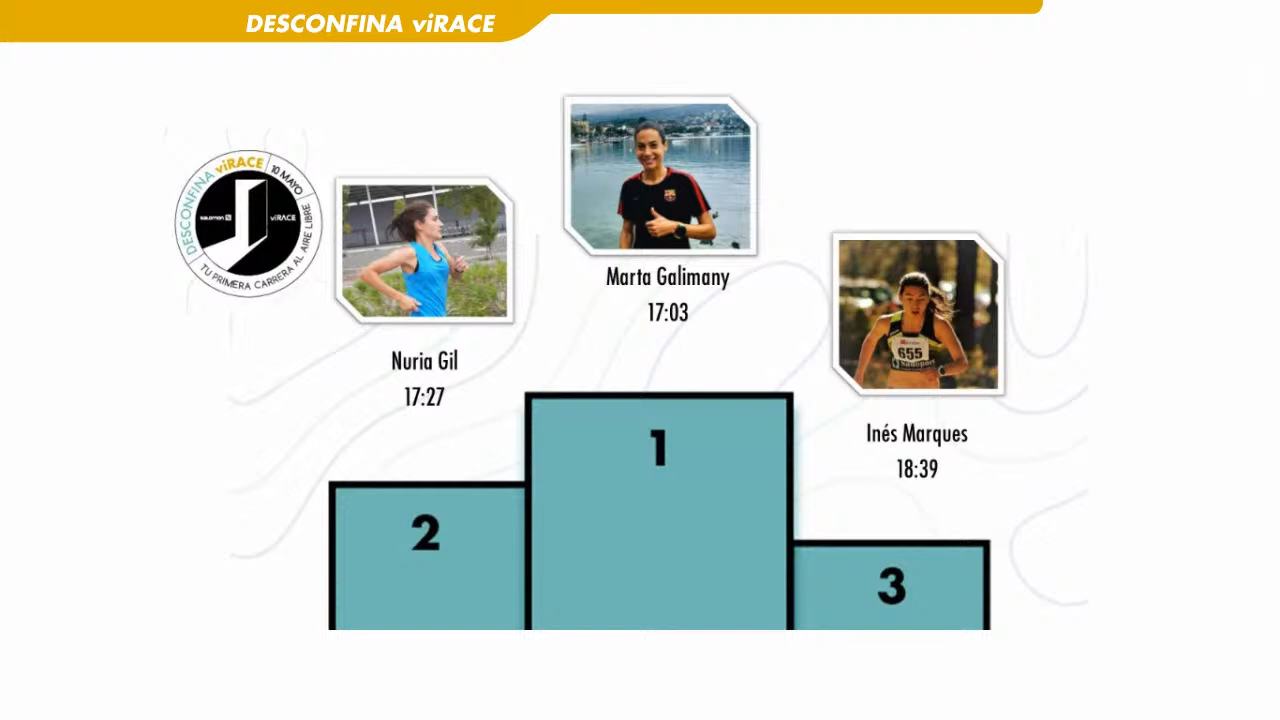 DESCONFINA viRACE
DESCONFINA viRACE 10 MAYO
TU PRIMERA CARRERA AL AIRE LIBRE
salomon viRACE
Marta Galimany
17:03
Nuria Gil
17:27
655
Inés Marques
18:39
1
2
3